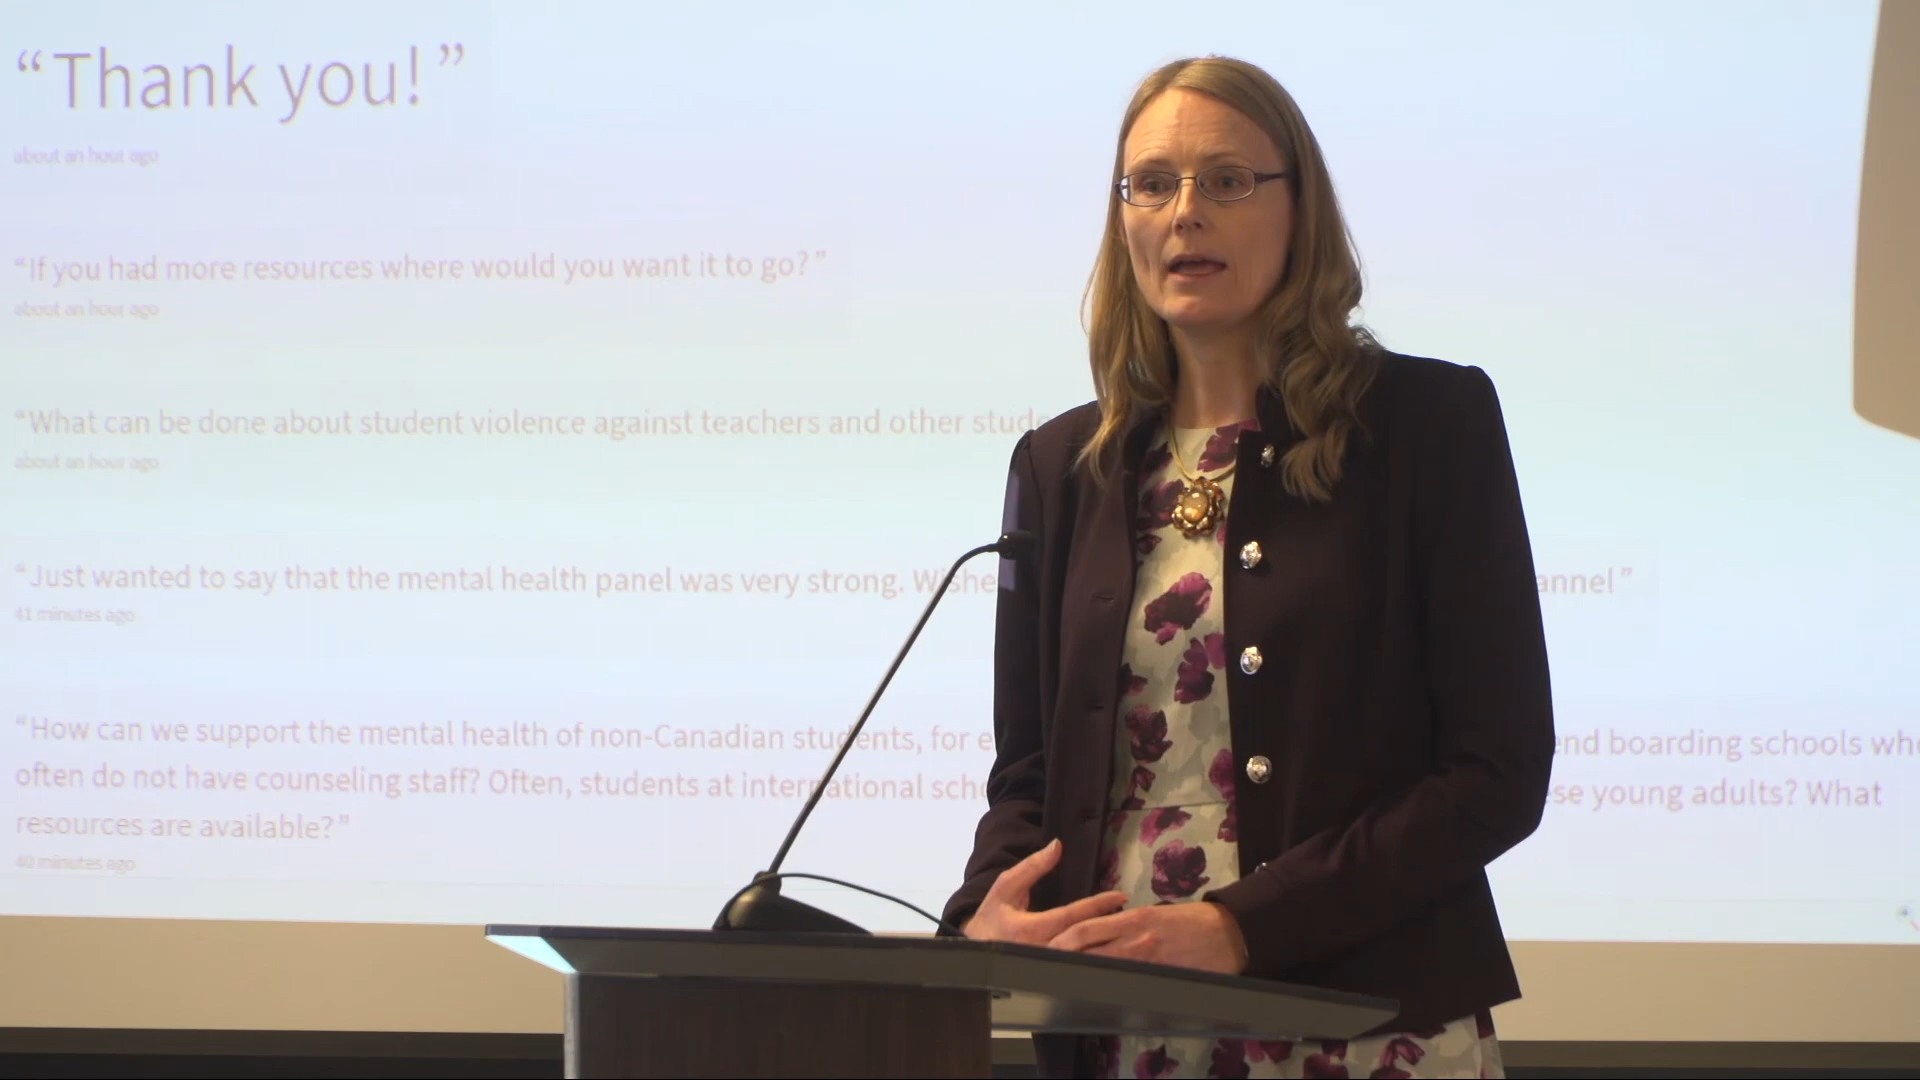 “Thank you!”
about an hour ago
“If you had more resources where would you want it to go?”
about an hour ago
“What can be done about student violence against teachers and other stud
about an hour ago
“Just wanted to say that the mental health panel was very strong. Wishe annel”
41 minutes ago
“How can we support the mental health of non-Canadian students, for e end boarding schools who
often do not have counseling staff? Often, students at international scho ese young adults? What
resources are available?”
40 minutes ago